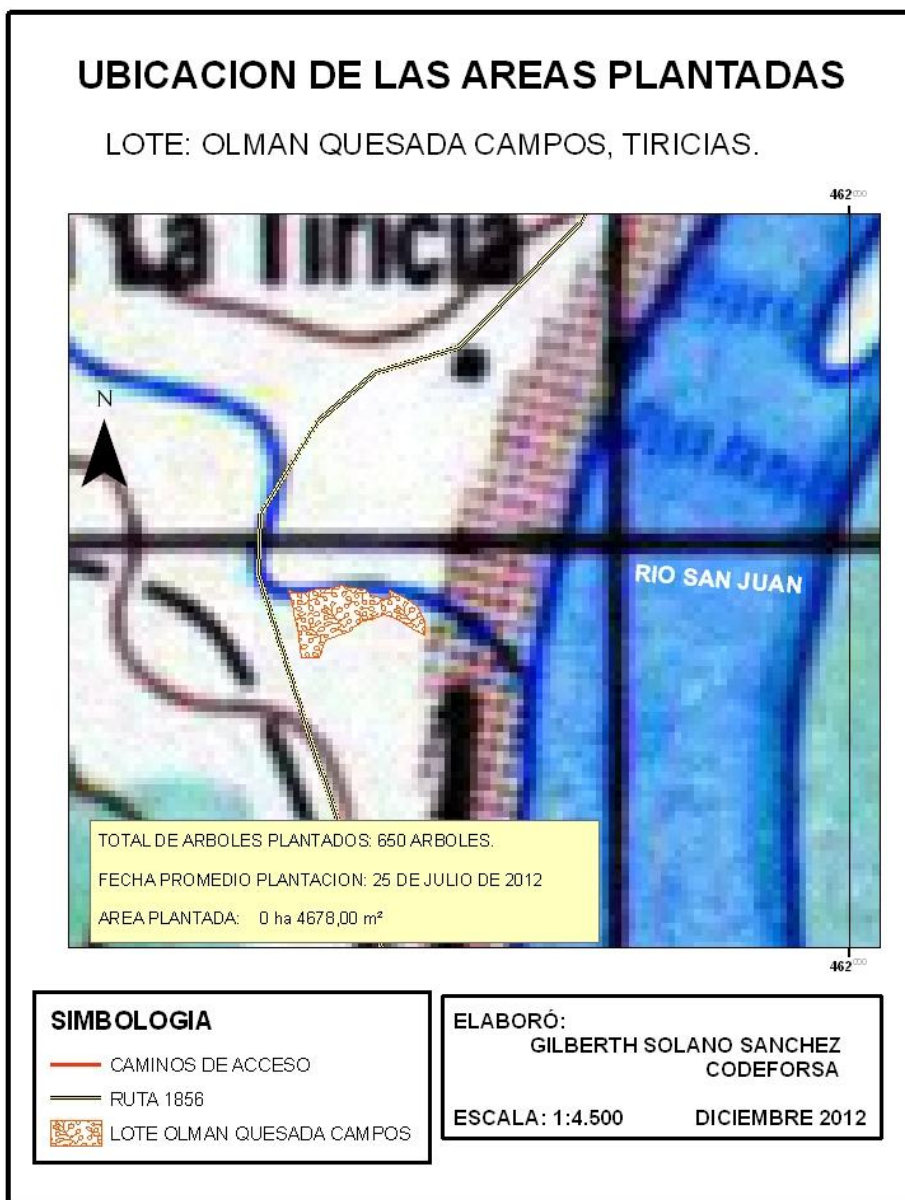 UBICACION DE LAS AREAS PLANTADAS
LOTE: OLMAN QUESADA CAMPOS, TIRICIAS.
462000
La Tiricia
N
RIO SAN JUAN
TOTAL DE ARBOLES PLANTADOS: 650 ARBOLES.
FECHA PROMEDIO PLANTACION: 25 DE JULIO DE 2012
AREA PLANTADA: 0 ha 4678,00 m²
462000
SIMBOLOGIA
CAMINOS DE ACCESO
RUTA 1856
LOTE OLMAN QUESADA CAMPOS
ELABORÓ:
GILBERTH SOLANO SANCHEZ
CODEFORSA
ESCALA: 1:4.500 DICIEMBRE 2012